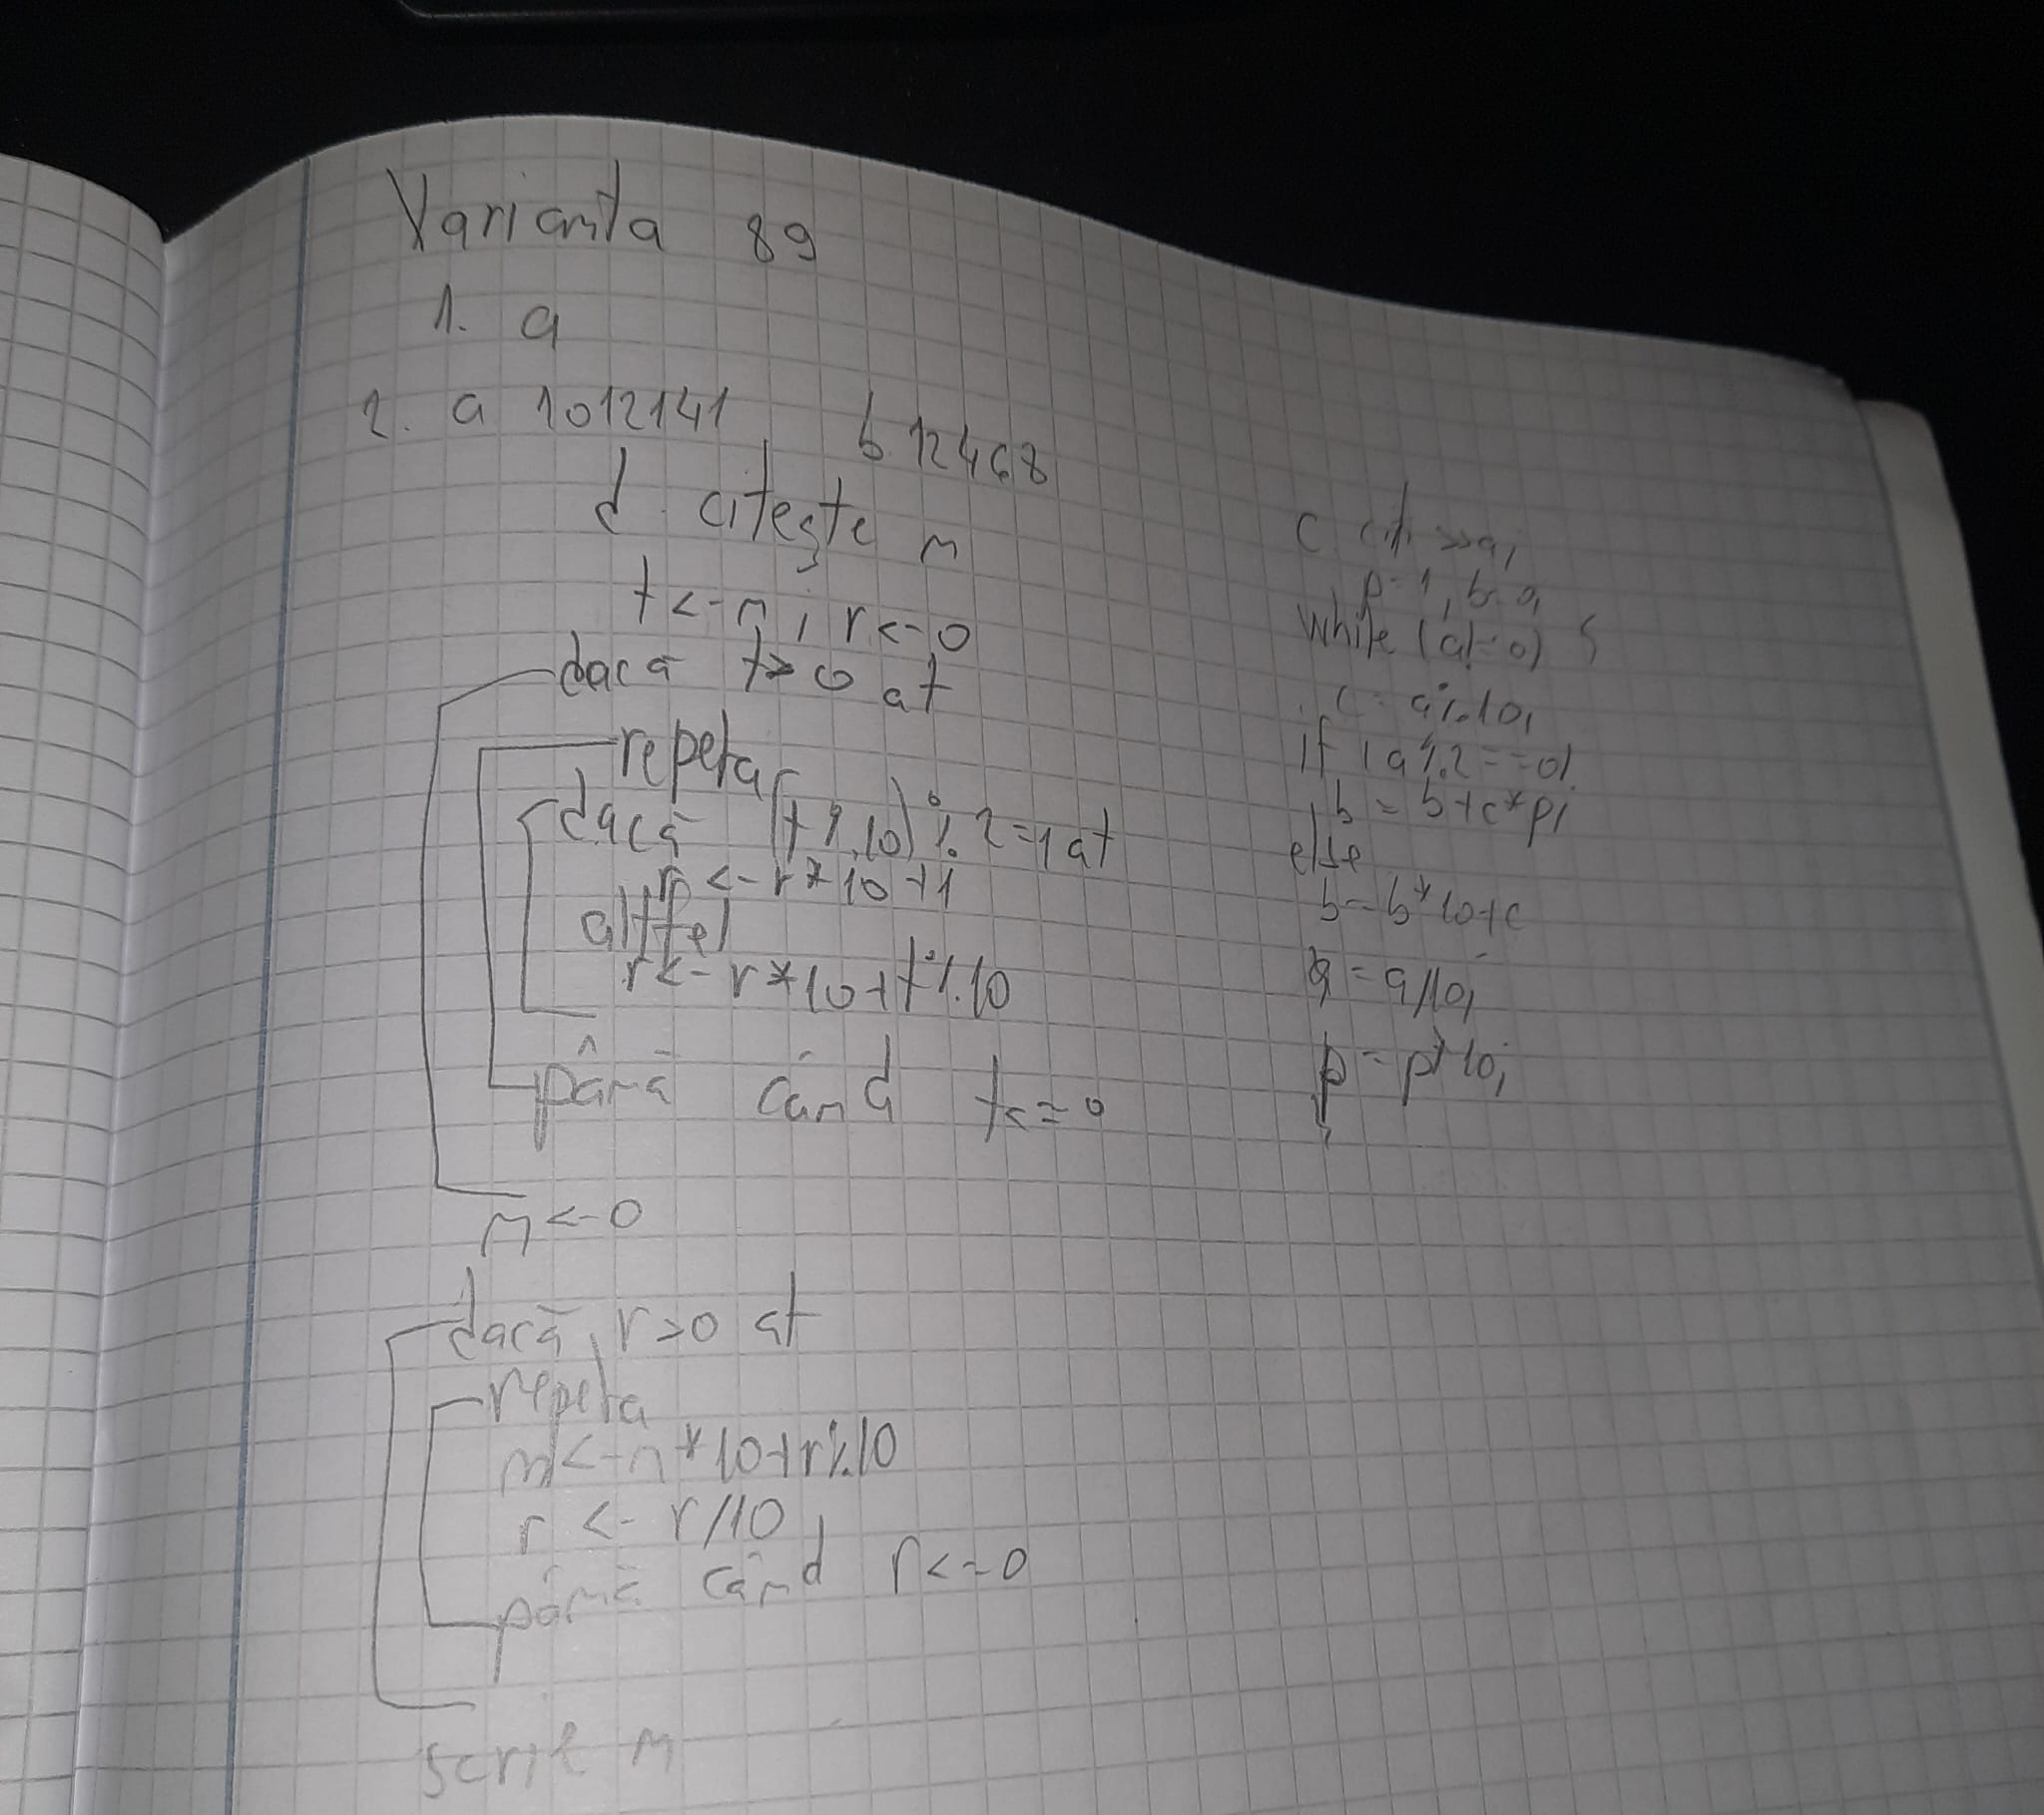 Varianta 89
1. a
2. a 1012141 b. 12468
d. citește n
t<-n; r<-0
dacă t>0 at
repeta
dacă (t%10)%2=1 at
r<-r*10+1
altfel
r<-r*10+t%10
până când t<=0
n<-0
dacă r>0 at
repeta
n<-n*10+r%10
r<-r/10
până când r<=0
scrie n
c. cin>>a;
p=1, b=0,
while (a!=0) {
c=a%10,
if (a%2==0)
b=b+c*p;
else
b=b*10+c
a=a/10;
p=p*10;
}